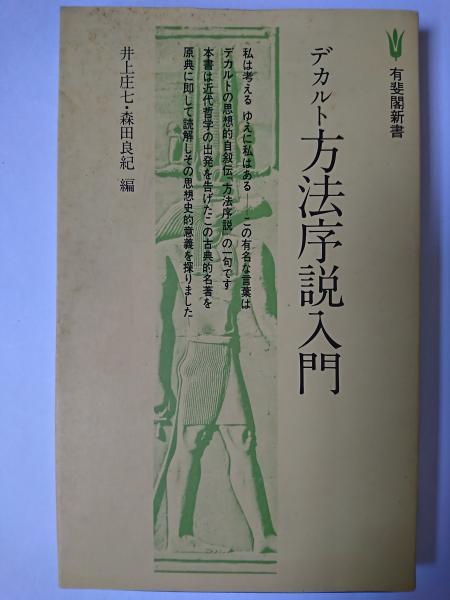 有斐閣新書
デカルト方法序説入門
私は考える ゆえに私はある——この有名な言葉は
デカルトの思想的自叙伝『方法序説』の一句です
本書は近代哲学の出発を告げたこの古典的名著を
原典に即して読解しその思想史的意義を探りました
井上庄七・森田良紀 編